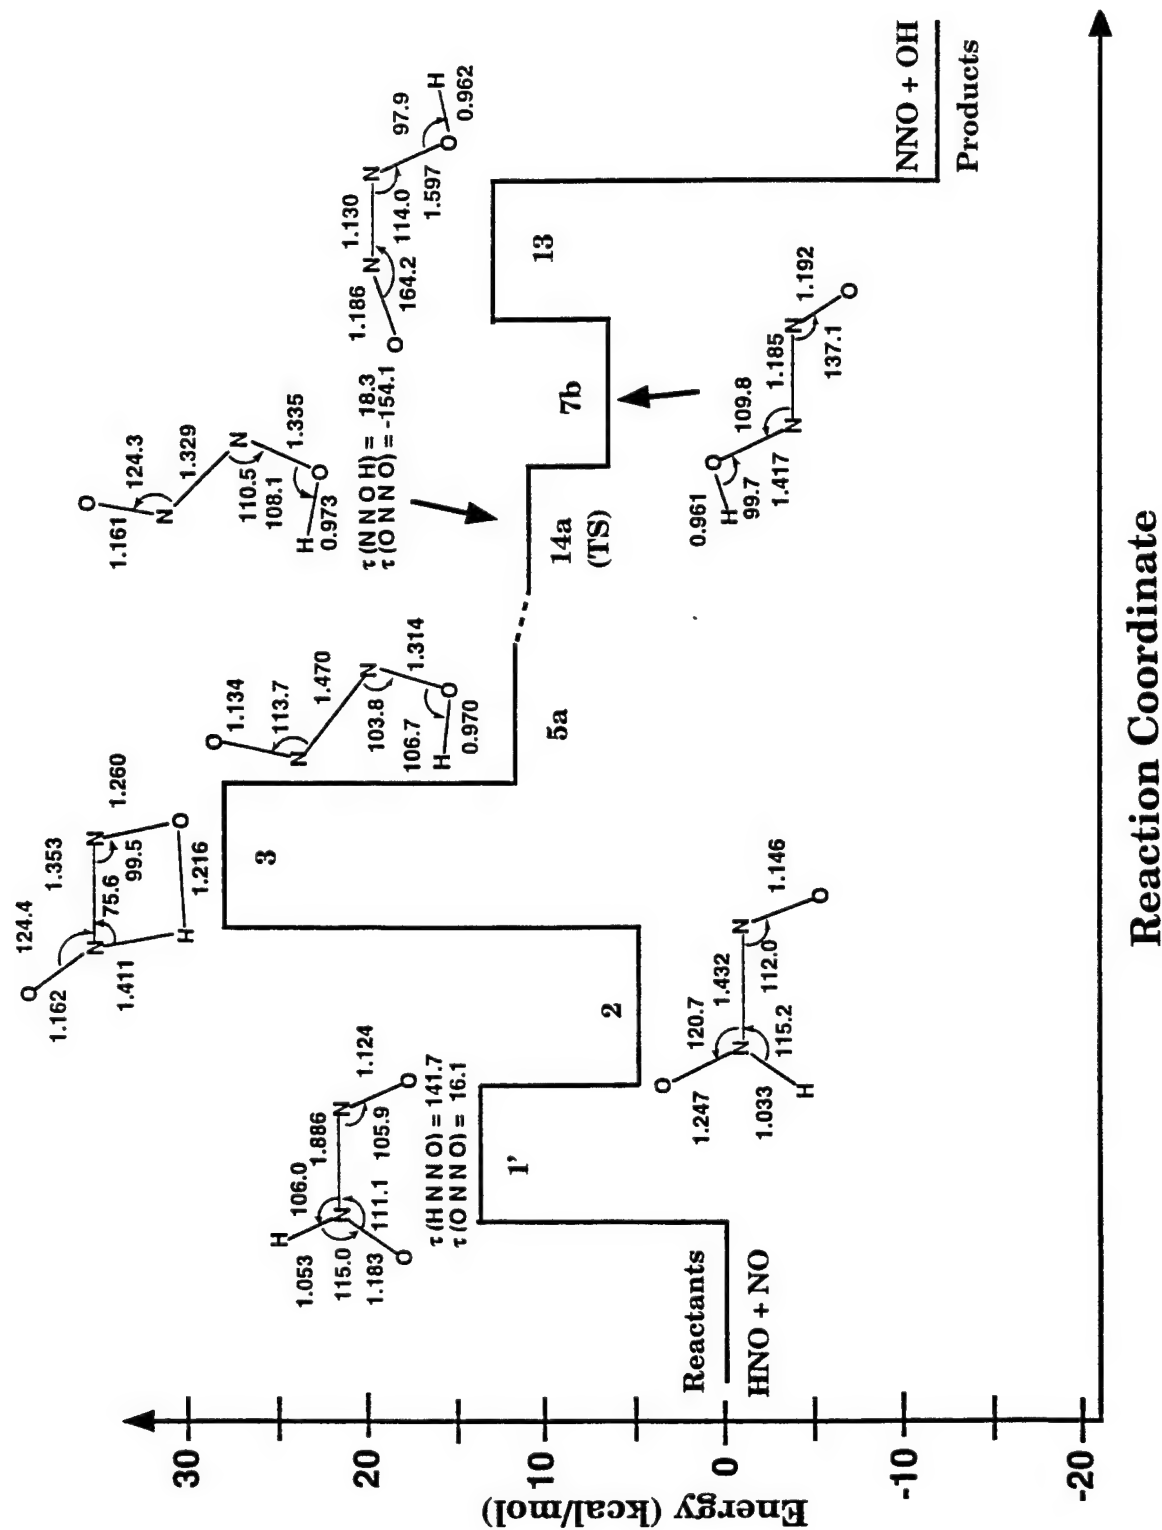 Energy (kcal/mol)
30
20
10
0
-10
-20
Reaction Coordinate
Reactants
HNO + NO
1'
2
3
5a
14a
(TS)
7b
13
NNO + OH
Products
H
N
N
O
O
1.053
106.0
1.886
1.124
115.0
111.1
105.9
1.183
τ(H N N O) = 141.7
τ(O N N O) = 16.1
O
N
N
H
O
1.247
120.7
1.432
1.146
1.033
115.2
112.0
O
N
N
H
O
1.162
124.4
1.353
1.260
75.6
99.5
1.411
1.216
O
N
N
H
O
1.134
113.7
1.470
103.8
1.314
106.7
0.970
O
N
N
H
O
1.161
124.3
1.329
110.5
1.335
108.1
0.973
τ(N N O H) = 18.3
τ(O N N O) = -154.1
H
O
N
N
O
0.961
109.8
1.185
1.192
99.7
1.417
137.1
O
N
N
O
H
1.186
1.130
97.9
164.2
114.0
1.597
0.962